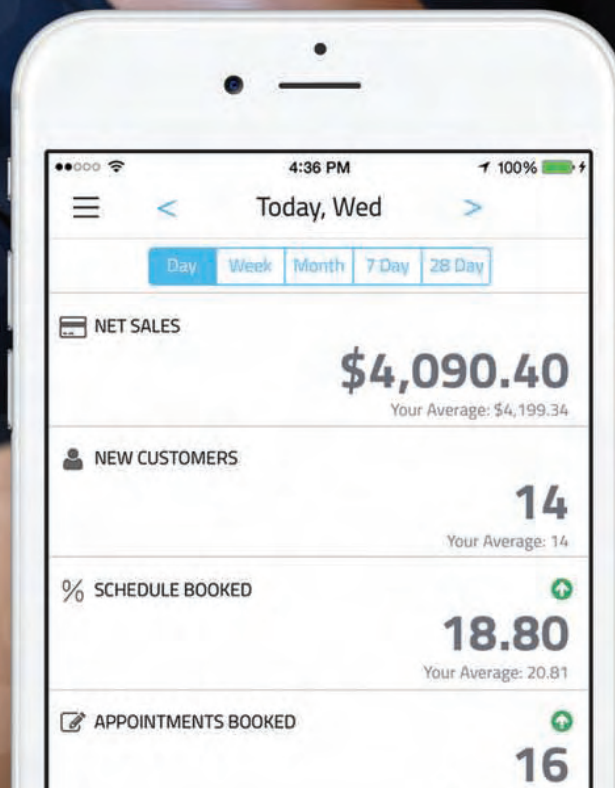 4:36 PM
100%
< Today, Wed >
Day Week Month 7 Day 28 Day
NET SALES
$4,090.40
Your Average: $4,199.34
NEW CUSTOMERS
14
Your Average: 14
% SCHEDULE BOOKED
18.80
Your Average: 20.81
APPOINTMENTS BOOKED
16